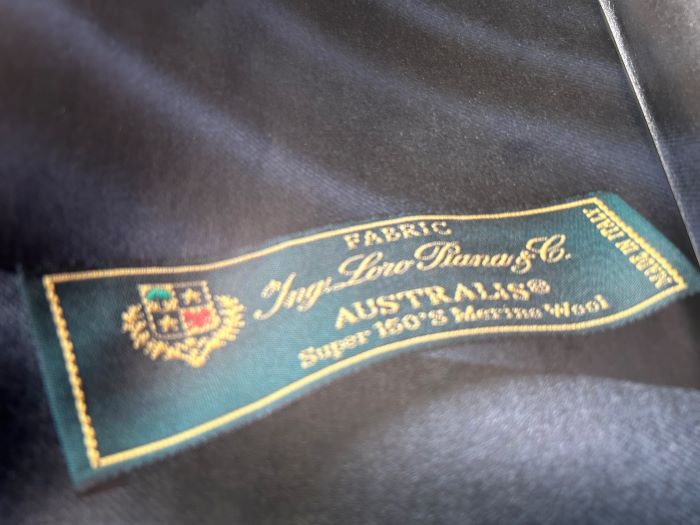 FABRIC
Ing. Loro Piana & C.
AUSTRALIS®
Super 150'S Merino Wool
MADE IN ITALY